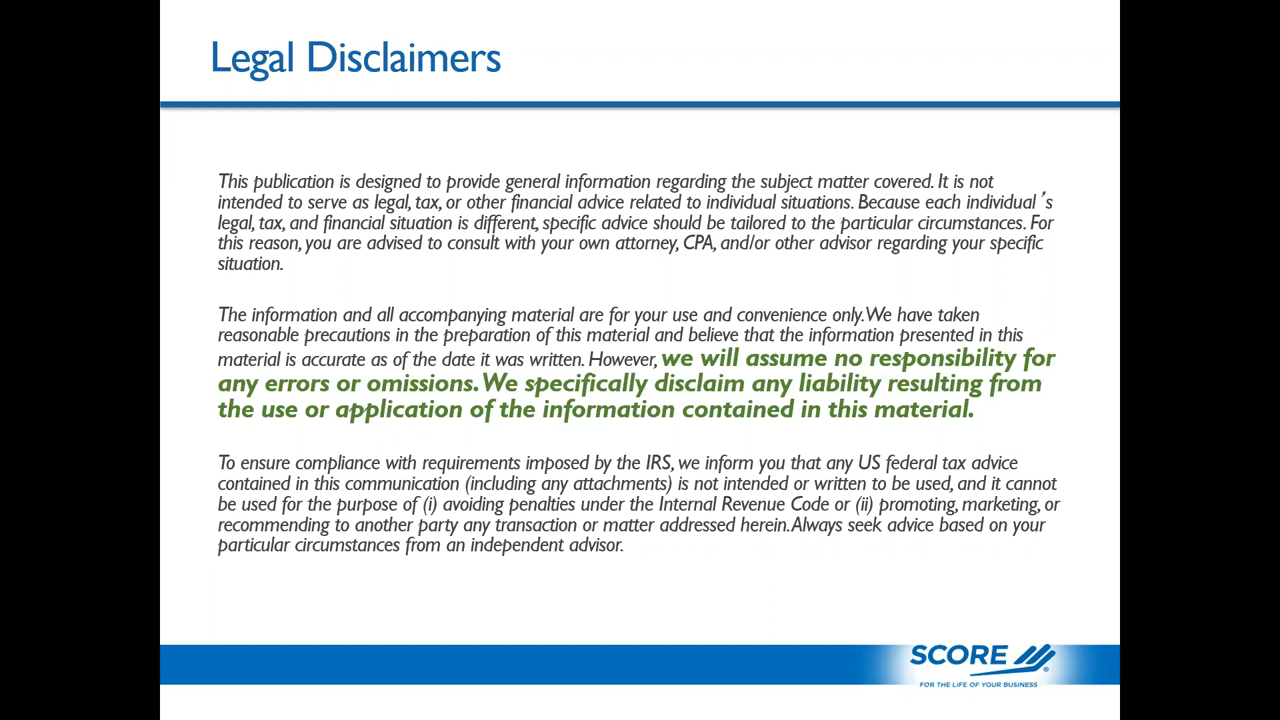 Legal Disclaimers
This publication is designed to provide general information regarding the subject matter covered. It is not
intended to serve as legal, tax, or other financial advice related to individual situations. Because each individual ’s
legal, tax, and financial situation is different, specific advice should be tailored to the particular circumstances. For
this reason, you are advised to consult with your own attorney, CPA, and/or other advisor regarding your specific
situation.
The information and all accompanying material are for your use and convenience only. We have taken
reasonable precautions in the preparation of this material and believe that the information presented in this
material is accurate as of the date it was written. However, we will assume no responsibility for
any errors or omissions. We specifically disclaim any liability resulting from
the use or application of the information contained in this material.
To ensure compliance with requirements imposed by the IRS, we inform you that any US federal tax advice
contained in this communication (including any attachments) is not intended or written to be used, and it cannot
be used for the purpose of (i) avoiding penalties under the Internal Revenue Code or (ii) promoting, marketing, or
recommending to another party any transaction or matter addressed herein. Always seek advice based on your
particular circumstances from an independent advisor.
SCORE ®
FOR THE LIFE OF YOUR BUSINESS